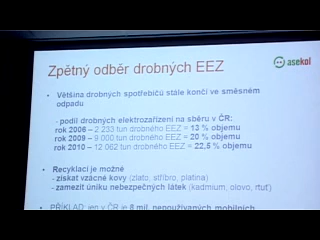 Zpětný odběr drobných EEZ
asekol
• Většina drobných spotřebičů stále končí ve směsném
odpadu
- podíl drobných elektrozařízení na sběru v ČR:
rok 2006 – 2 233 tun drobného EEZ = 13 % objemu
rok 2009 – 9 000 tun drobného EEZ = 20 % objemu
rok 2010 – 12 062 tun drobného EEZ = 22,5 % objemu
• Recyklací je možné
- získat vzácné kovy (zlato, stříbro, platina)
- zamezit úniku nebezpečných látek (kadmium, olovo, rtuť)
• PŘÍKLAD: jen v ČR je 8 mil. nepoužívaných mobilních